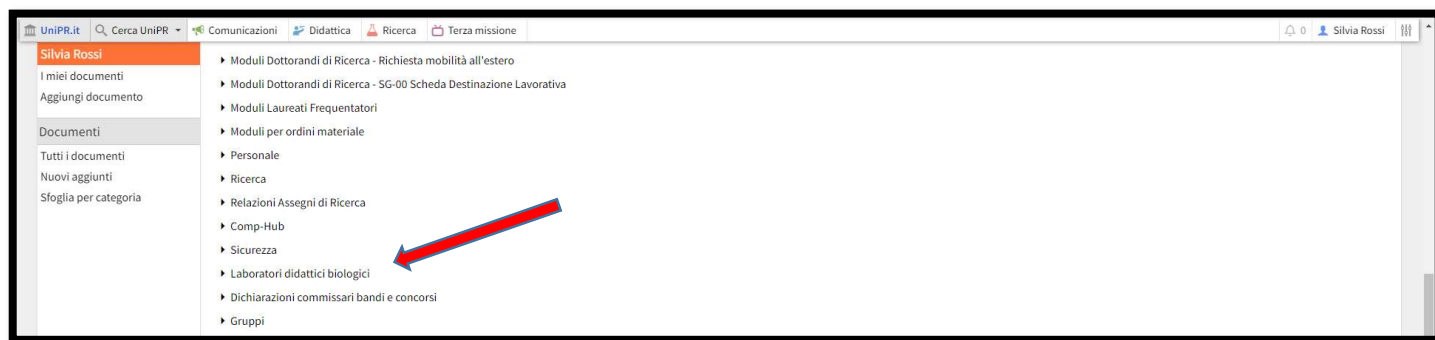 UniPR.it Cerca UniPR Comunicazioni Didattica Ricerca Terza missione 0 Silvia Rossi
Silvia Rossi
I miei documenti
Aggiungi documento
Documenti
Tutti i documenti
Nuovi aggiunti
Sfoglia per categoria
Moduli Dottorandi di Ricerca - Richiesta mobilità all'estero
Moduli Dottorandi di Ricerca - SG-00 Scheda Destinazione Lavorativa
Moduli Laureati Frequentatori
Moduli per ordini materiale
Personale
Ricerca
Relazioni Assegni di Ricerca
Comp-Hub
Sicurezza
Laboratori didattici biologici
Dichiarazioni commissari bandi e concorsi
Gruppi